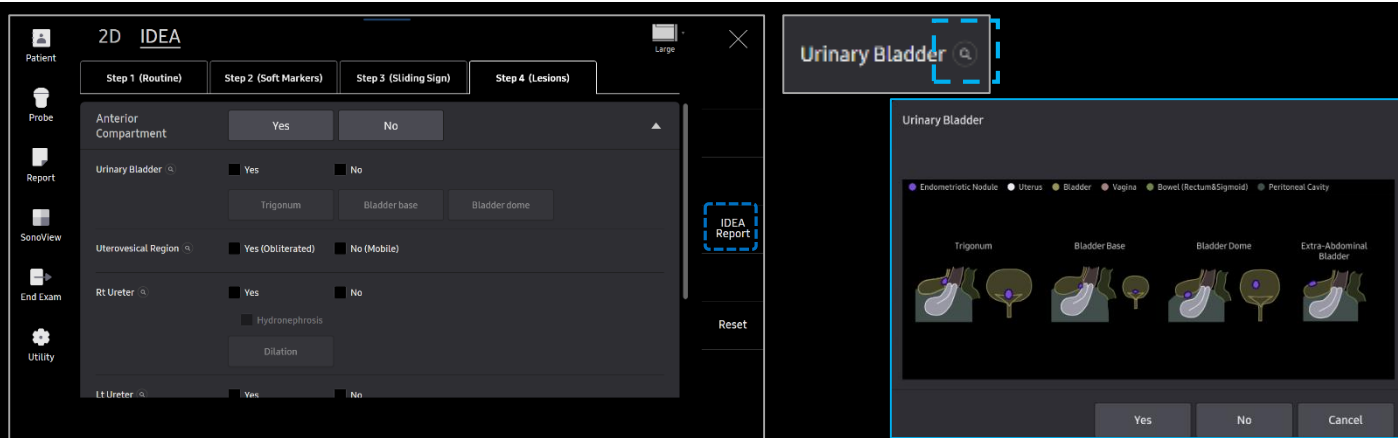 Patient
Probe
Report
SonoView
End Exam
Utility
2D IDEA
Large
Step 1 (Routine) Step 2 (Soft Markers) Step 3 (Sliding Sign) Step 4 (Lesions)
Anterior
Compartment
Yes No
Urinary Bladder Yes No
Trigonum Bladder base Bladder dome
Uterovesical Region Yes (Obliterated) No (Mobile)
Rt Ureter Yes No
Hydronephrosis
Dilation
Lt Ureter Yes No
IDEA
Report
Reset
Urinary Bladder
Urinary Bladder
Endometriotic Nodule Uterus Bladder Vagina Bowel (Rectum&Sigmoid) Peritoneal Cavity
Trigonum Bladder Base Bladder Dome Extra-Abdominal
Bladder
Yes No Cancel